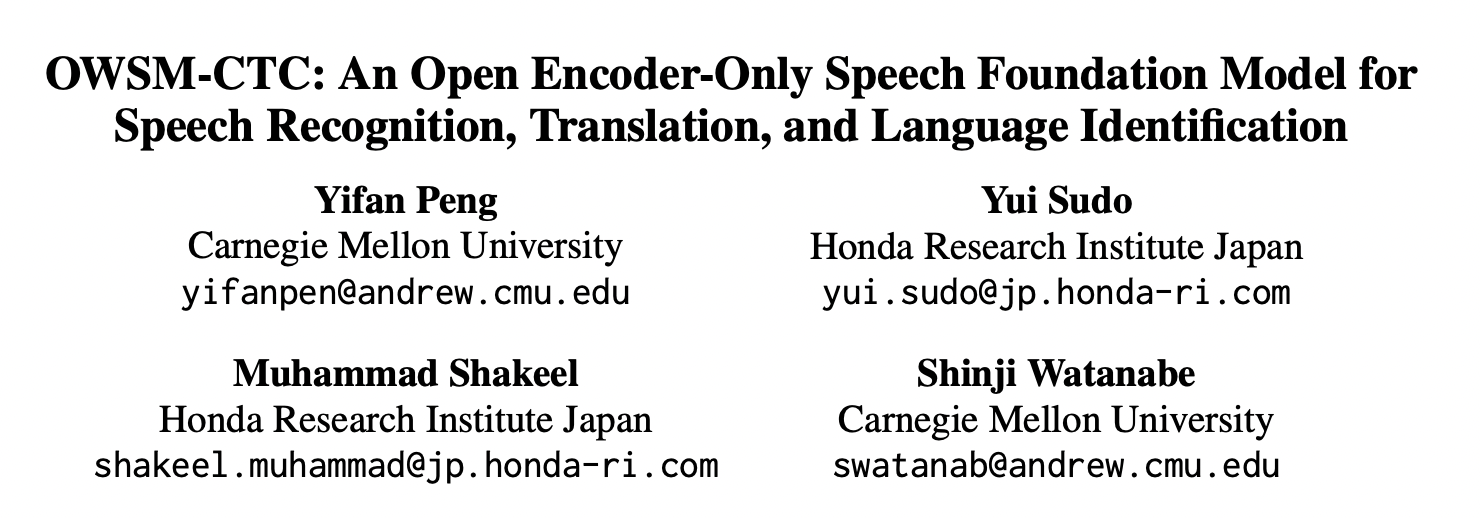 OWSM-CTC: An Open Encoder-Only Speech Foundation Model for
Speech Recognition, Translation, and Language Identification
Yifan Peng
Carnegie Mellon University
yifanpen@andrew.cmu.edu
Yui Sudo
Honda Research Institute Japan
yui.sudo@jp.honda-ri.com
Muhammad Shakeel
Honda Research Institute Japan
shakeel.muhammad@jp.honda-ri.com
Shinji Watanabe
Carnegie Mellon University
swatanab@andrew.cmu.edu